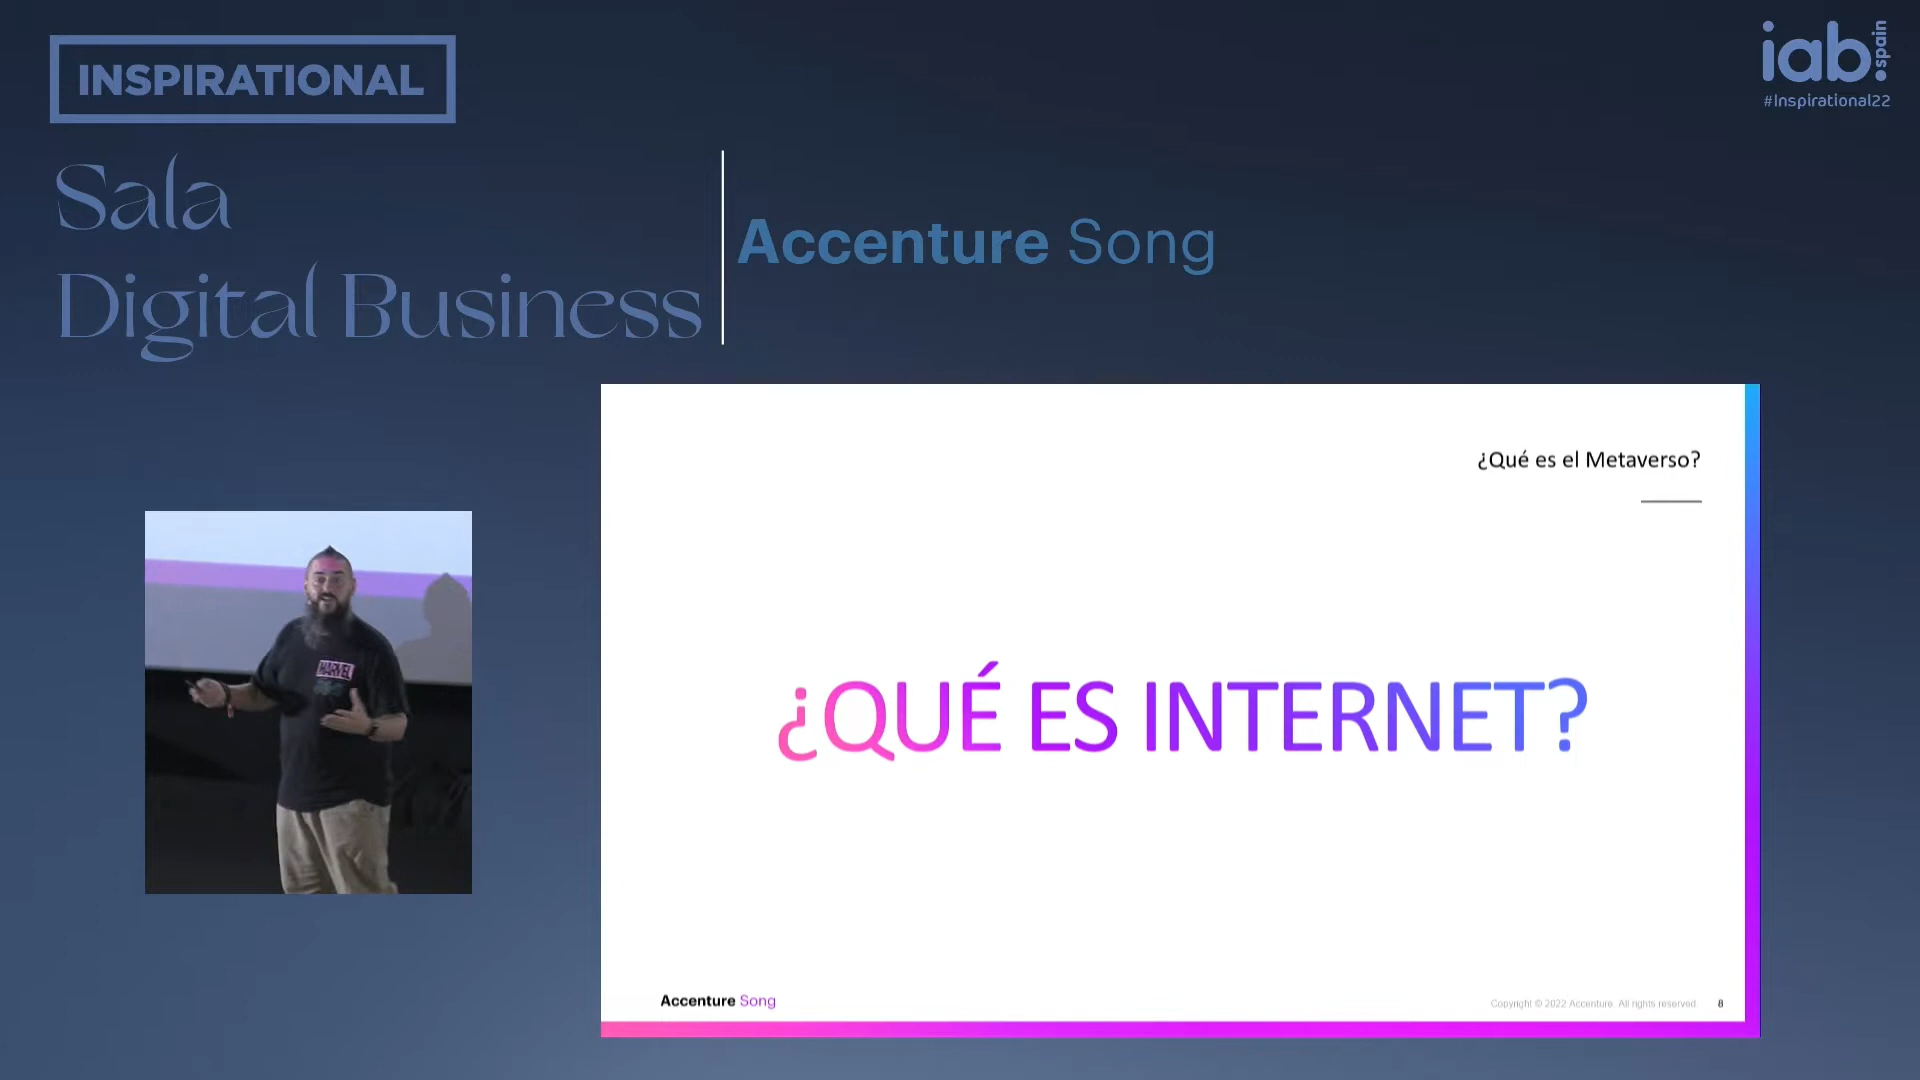 INSPIRATIONAL
iab.spain
#Inspirational22
Sala
Digital Business
Accenture Song
¿Qué es el Metaverso?
MARVEL
¿QUÉ ES INTERNET?
Accenture Song
Copyright © 2022 Accenture. All rights reserved.
8